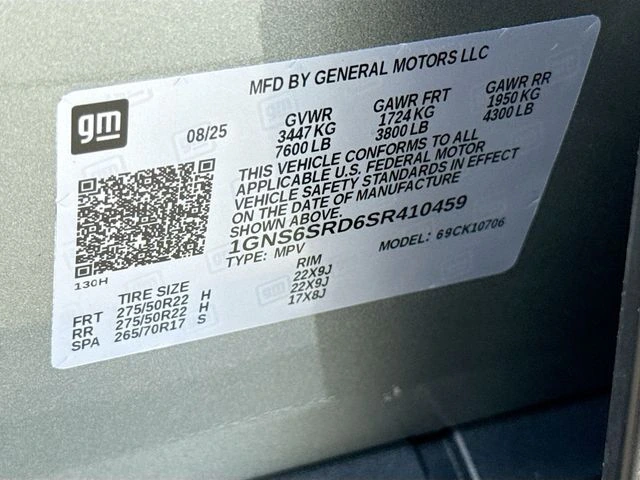 MFD BY GENERAL MOTORS LLC
gm
08/25
GVWR GAWR FRT GAWR RR
3447 KG 1724 KG 1950 KG
7600 LB 3800 LB 4300 LB
THIS VEHICLE CONFORMS TO ALL
APPLICABLE U.S. FEDERAL MOTOR
VEHICLE SAFETY STANDARDS IN EFFECT
ON THE DATE OF MANUFACTURE
SHOWN ABOVE.
1GNS6SRD6SR410459
TYPE: MPV MODEL: 69CK10706
130H
TIRE SIZE RIM
FRT 275/50R22 H 22X9J
RR 275/50R22 H 22X9J
SPA 265/70R17 S 17X8J